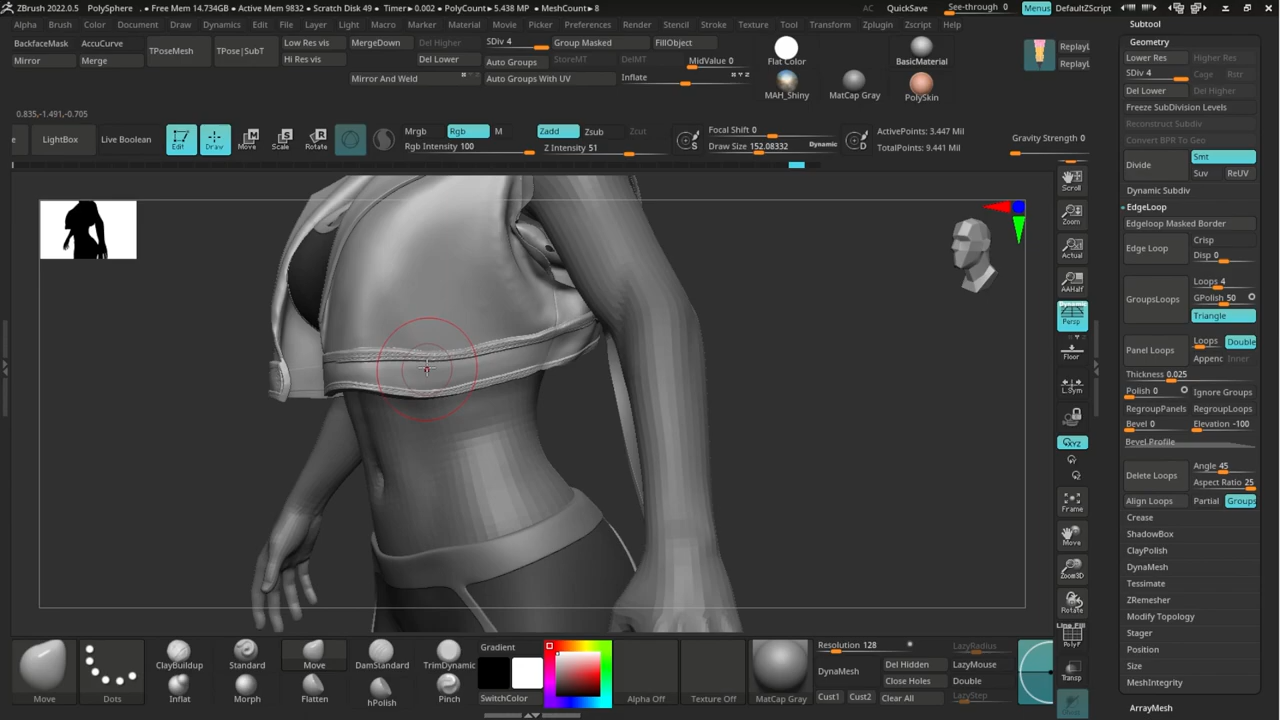 ZBrush 2022.0.5 PolySphere . ● Free Mem 14.734GB ● Active Mem 9832 ● Scratch Disk 49 ● Timer▶0.002 ● PolyCount▶5.438 MP ● MeshCount▶8 AC QuickSave See-through 0 Menus DefaultZScript
Alpha Brush Color Document Draw Dynamics Edit File Layer Light Macro Marker Material Movie Picker Preferences Render Stencil Stroke Texture Tool Transform Zplugin Zscript Help
BackfaceMask AccuCurve
Mirror Merge
TPoseMesh TPose|SubT
Low Res vis
Hi Res vis
MergeDown Del Higher
Del Lower
Mirror And Weld
SDiv 4
Auto Groups
Auto Groups With UV
Group Masked
StoreMT DelMT
Inflate
FillObject
MidValue 0
Flat Color
MAH_Shiny
MatCap Gray
BasicMaterial
PolySkin
ReplayL
ReplayL
0.835,-1.491,-0.705
LightBox
Live Boolean
Edit
Draw
Move
Scale
Rotate
Mrgb Rgb M
Rgb Intensity 100
Zadd Zsub Zcut
Z Intensity 51
S
Focal Shift 0
Draw Size 152.08332 Dynamic
D
ActivePoints: 3.447 Mil
TotalPoints: 9.441 Mil
Gravity Strength 0
Scroll
Zoom
Actual
AAHalf
Dynamic
Persp
Floor
L.Sym
XYZ
Y
Z
Frame
Move
Zoom3D
Rotate
Line Fill
PolyF
Transp
Subtool
Geometry
Lower Res Higher Res
SDiv 4 Cage Rstr
Del Lower Del Higher
Freeze SubDivision Levels
Reconstruct Subdiv
Convert BPR To Geo
Divide
Smt
Suv ReUV
Dynamic Subdiv
EdgeLoop
Edgeloop Masked Border
Edge Loop
Crisp
Disp 0
GroupsLoops
Loops 4
GPolish 50
Triangle
Panel Loops
Loops Double
Appenc Inner
Thickness 0.025
Polish 0 Ignore Groups
RegroupPanels RegroupLoops
Bevel 0 Elevation -100
Bevel Profile
Delete Loops
Angle 45
Aspect Ratio 25
Align Loops Partial Groups
Crease
ShadowBox
ClayPolish
DynaMesh
Tessimate
ZRemesher
Modify Topology
Stager
Position
Size
MeshIntegrity
ArrayMesh
Move
Dots
ClayBuildup Standard Move DamStandard TrimDynamic
Inflat Morph Flatten hPolish Pinch
Gradient
SwitchColor
Alpha Off
Texture Off
MatCap Gray
Resolution 128
DynaMesh
Cust1 Cust2
Del Hidden
Close Holes
Clear All
LazyRadius
LazyMouse
Double
LazyStep